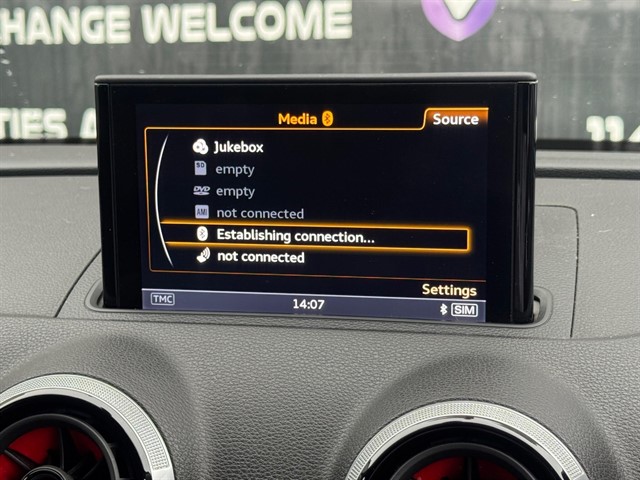 HANGE WELCOME
TIES A
Media
Source
Jukebox
SD empty
DVD empty
AMI not connected
Establishing connection...
not connected
Settings
TMC
14:07
SIM